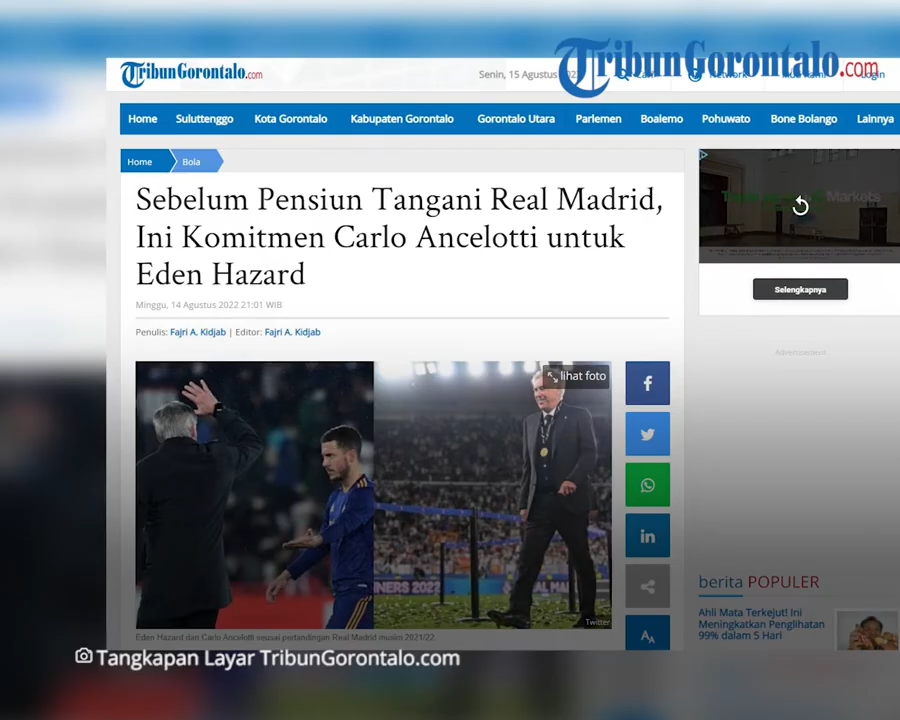 TribunGorontalo.com
TribunGorontalo.com
Senin, 15 Agustus
Network
Login
Home Suluttenggo Kota Gorontalo Kabupaten Gorontalo Gorontalo Utara Parlemen Boalemo Pohuwato Bone Bolango Lainnya
Home Bola
Sebelum Pensiun Tangani Real Madrid,
Ini Komitmen Carlo Ancelotti untuk
Eden Hazard
Minggu, 14 Agustus 2022 21:01 WIB
Penulis: Fajri A. Kidjab | Editor: Fajri A. Kidjab
lihat foto
Twitter
Eden Hazard dan Carlo Ancelotti seusai pertandingan Real Madrid musim 2021/22
Markets
Selengkapnya
Advertisement
berita POPULER
Ahli Mata Terkejut! Ini
Meningkatkan Penglihatan
99% dalam 5 Hari
Tangkapan Layar TribunGorontalo.com